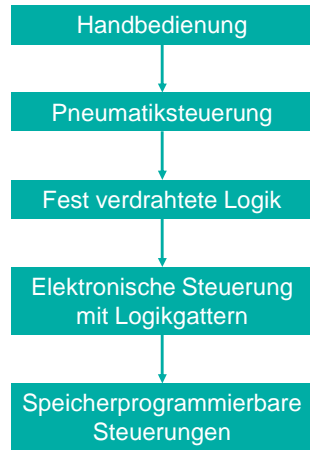 Handbedienung
Pneumatiksteuerung
Fest verdrahtete Logik
Elektronische Steuerung
mit Logikgattern
Speicherprogrammierbare
Steuerungen